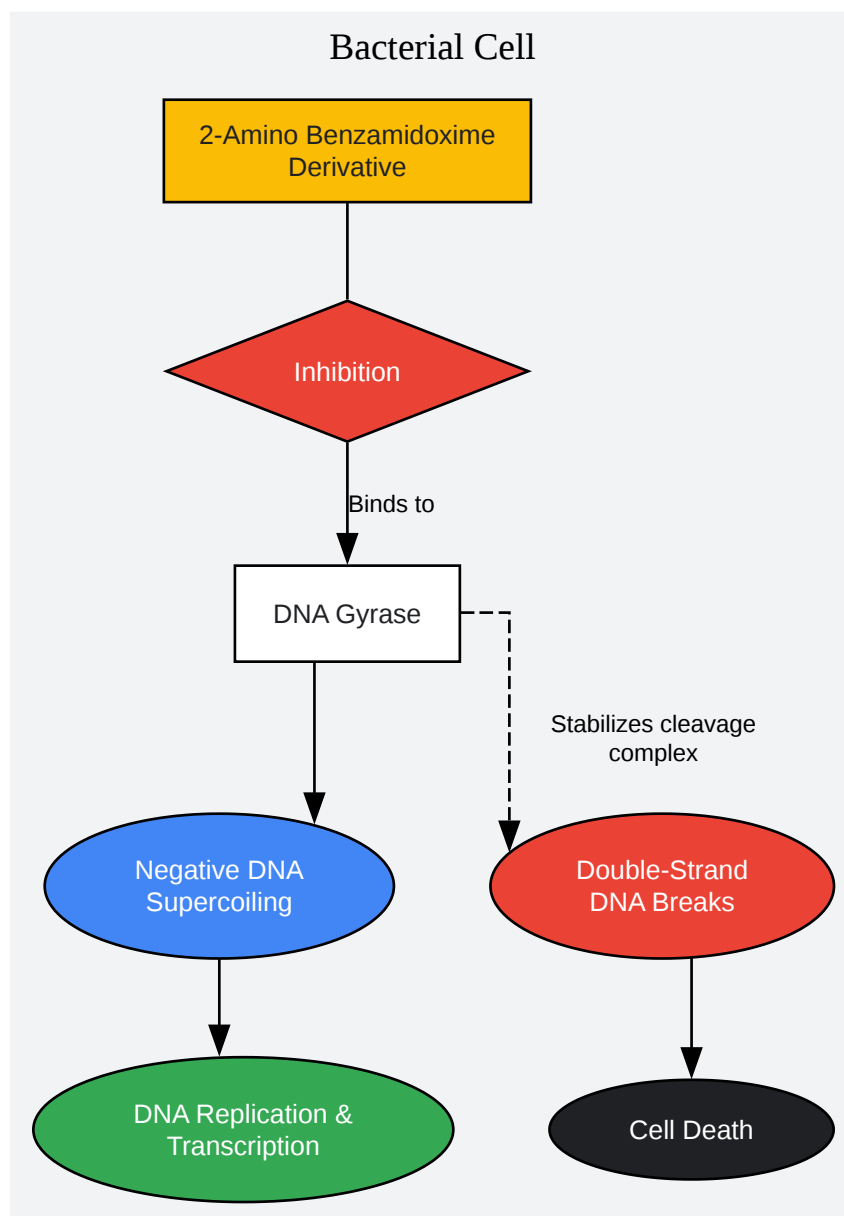 Bacterial Cell
2-Amino Benzamidoxime
Derivative
Inhibition
Binds to
DNA Gyrase
Stabilizes cleavage
complex
Negative DNA
Supercoiling
Double-Strand
DNA Breaks
DNA Replication &
Transcription
Cell Death